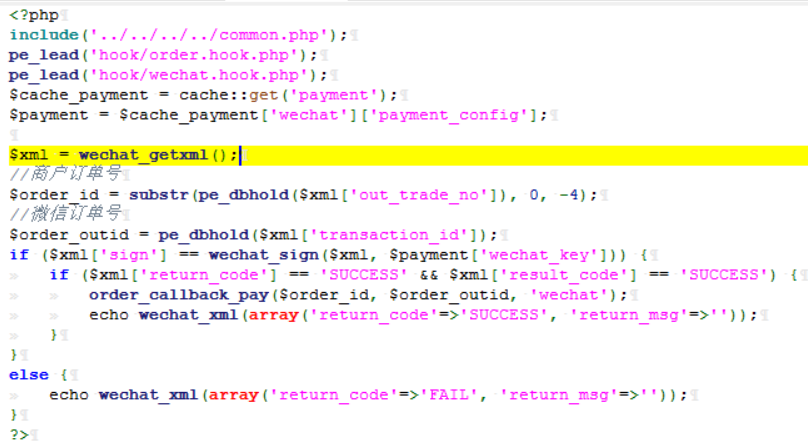 <?php
include('../../../../common.php');
pe_lead('hook/order.hook.php');
pe_lead('hook/wechat.hook.php');
$cache_payment = cache::get('payment');
$payment = $cache_payment['wechat']['payment_config'];
$xml = wechat_getxml();
//商户订单号
$order_id = substr(pe_dbhold($xml['out_trade_no']), 0, -4);
//微信订单号
$order_outid = pe_dbhold($xml['transaction_id']);
if ($xml['sign'] == wechat_sign($xml, $payment['wechat_key'])) {
if ($xml['return_code'] == 'SUCCESS' && $xml['result_code'] == 'SUCCESS') {
order_callback_pay($order_id, $order_outid, 'wechat');
echo wechat_xml(array('return_code'=>'SUCCESS', 'return_msg'=>''));
}
}
else {
echo wechat_xml(array('return_code'=>'FAIL', 'return_msg'=>''));
}
?>